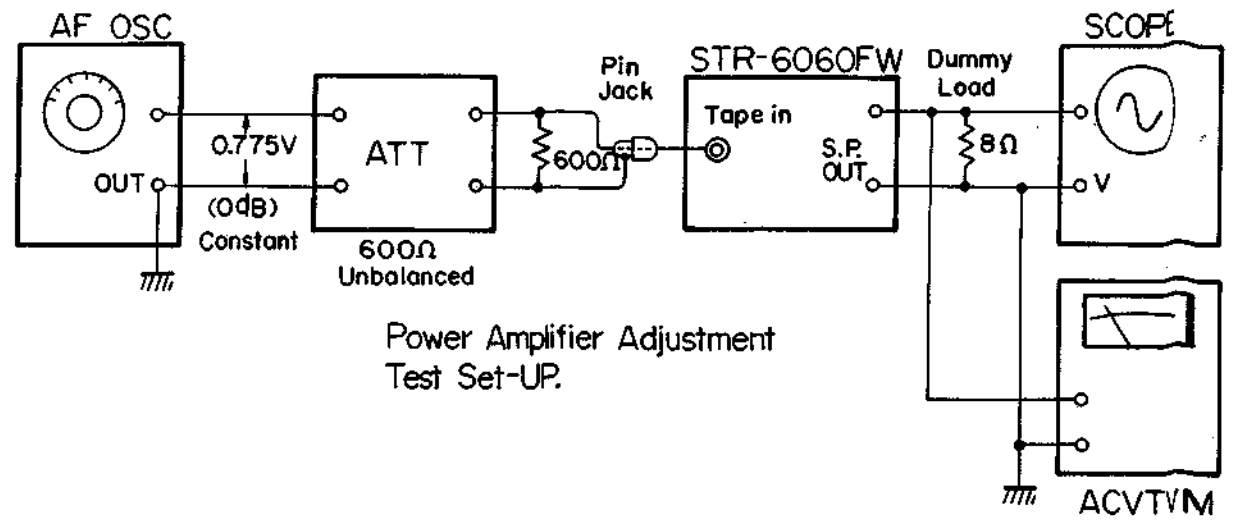 AF OSC
OUT
0.775V
(0dB)
Constant
ATT
600Ω
Unbalanced
600Ω
Pin
Jack
STR-6060FW
Tape in
S.P.
OUT
Dummy
Load
8Ω
SCOPE
V
ACVTVM
Power Amplifier Adjustment
Test Set-UP.